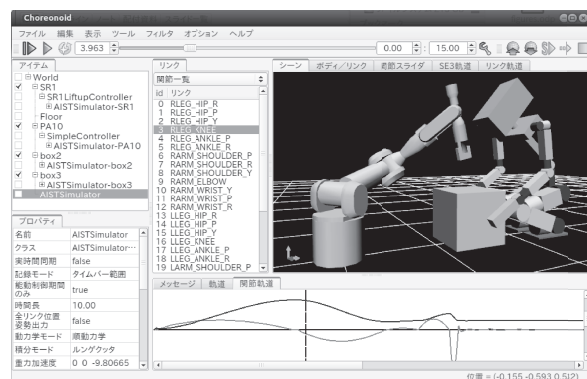 Choreonoid
ファイル 編集 表示 ツール フィルタ オプション ヘルプ
3.963 0.00 : 15.00
アイテム
World
SR1
SR1LiftupController
AISTSimulator-SR1
Floor
PA10
SimpleController
AISTSimulator-PA10
box2
AISTSimulator-box2
box3
AISTSimulator-box3
AISTSimulator
プロパティ
名前 AISTSimulator
クラス AISTSimulator…
実時間同期 false
記録モード タイムバー範囲
能動制御期間のみ true
時間長 10.00
全リンク位置姿勢出力 false
動力学モード 順動力学
積分モード ルンゲクッタ
重力加速度 0 0 -9.80665
リンク
関節一覧
id リンク
0 RLEG_HIP_R
1 RLEG_HIP_P
2 RLEG_HIP_Y
3 RLEG_KNEE
4 RLEG_ANKLE_P
5 RLEG_ANKLE_R
6 RARM_SHOULDER_P
7 RARM_SHOULDER_R
8 RARM_SHOULDER_Y
9 RARM_ELBOW
10 RARM_WRIST_Y
11 RARM_WRIST_P
12 RARM_WRIST_R
13 LLEG_HIP_R
14 LLEG_HIP_P
15 LLEG_HIP_Y
16 LLEG_KNEE
17 LLEG_ANKLE_P
18 LLEG_ANKLE_R
19 LARM_SHOULDER_P
シーン ボディ／リンク 関節スライダ SE3軌道 リンク軌道
メッセージ 軌道 関節軌道
位置 = (-0.155 -0.593 0.512)